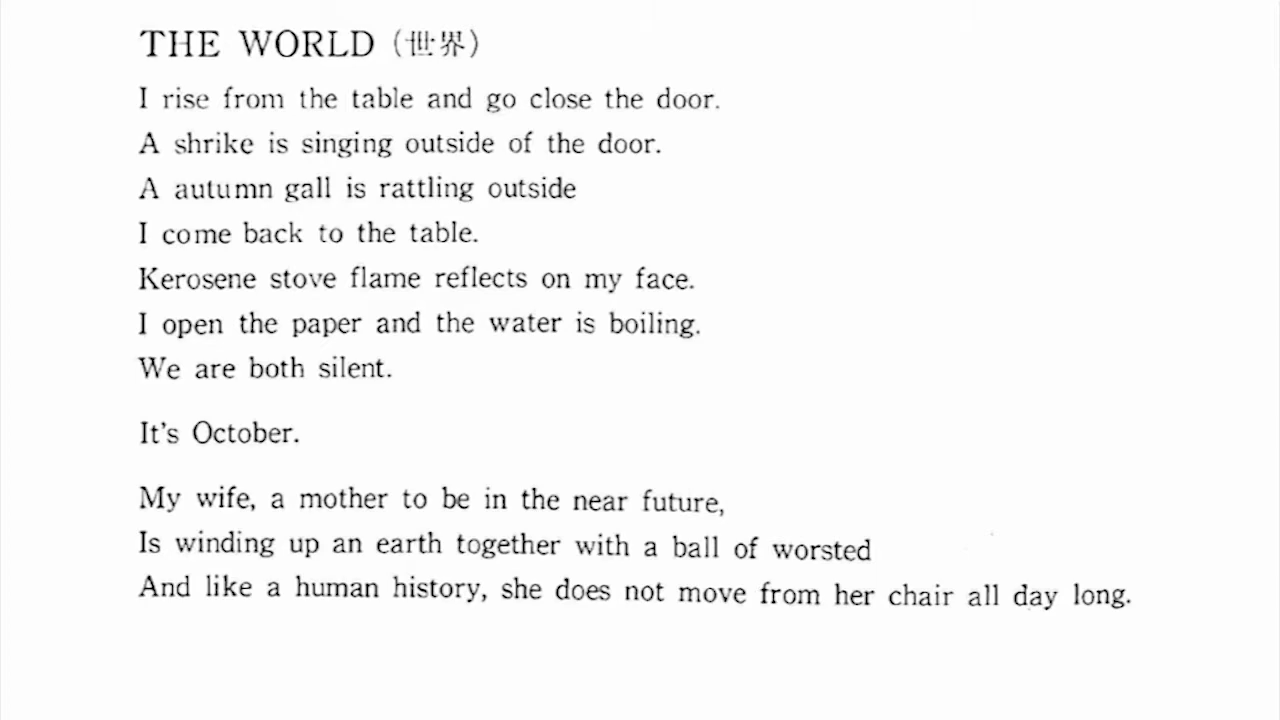 THE WORLD (世界)
I rise from the table and go close the door.
A shrike is singing outside of the door.
A autumn gall is rattling outside
I come back to the table.
Kerosene stove flame reflects on my face.
I open the paper and the water is boiling.
We are both silent.
It's October.
My wife, a mother to be in the near future,
Is winding up an earth together with a ball of worsted
And like a human history, she does not move from her chair all day long.